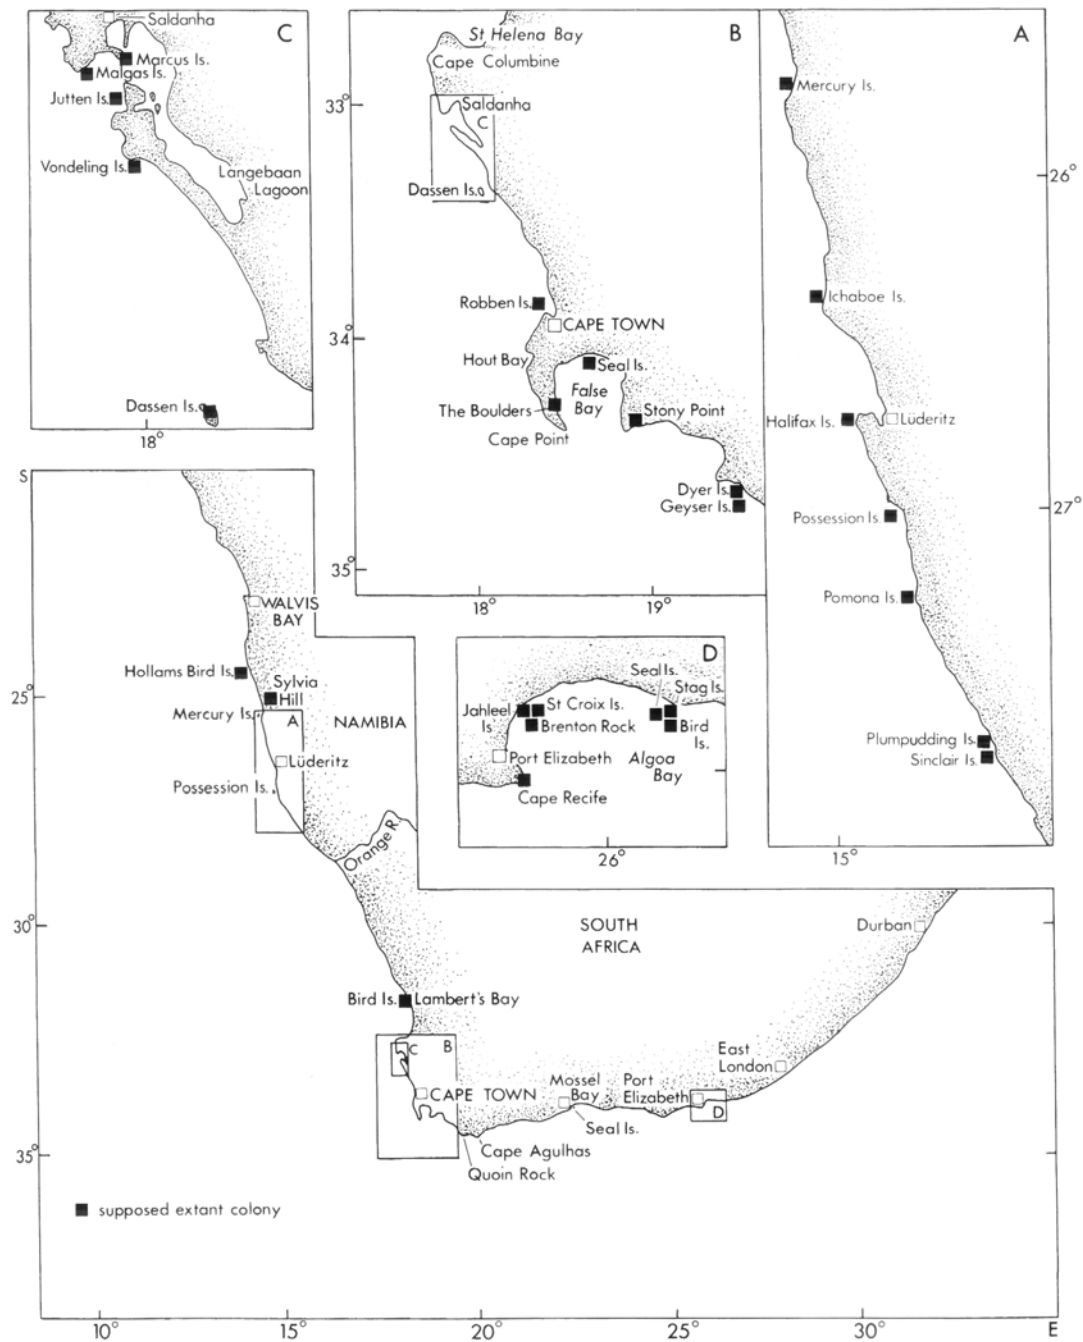 C
Saldanha
Marcus Is.
Malgas Is.
Jutten Is.
Vondeling Is.
Langebaan
Lagoon
Dassen Is.
18°
B
St Helena Bay
Cape Columbine
33°
Saldanha
C
Dassen Is.
Robben Is.
34°
CAPE TOWN
Hout Bay
Seal Is.
False
Bay
The Boulders
Stony Point
Cape Point
Dyer Is.
Geyser Is.
35°
18°
19°
A
Mercury Is.
26°
Ichaboe Is.
Halifax Is.
Lüderitz
27°
Possession Is.
Pomona Is.
Plumpudding Is.
Sinclair Is.
15°
D
Seal Is.
Stag Is.
Jahleel
Is
St Croix Is.
Brenton Rock
Bird
Is.
Port Elizabeth
Algoa
Bay
Cape Recife
26°
S
WALVIS
BAY
Hollams Bird Is.
Sylvia
Hill
25°
Mercury Is.
A
NAMIBIA
Lüderitz
Possession Is.
Orange R.
30°
SOUTH
AFRICA
Durban
Bird Is.
Lambert's Bay
B
C
East
London
CAPE TOWN
Mossel
Bay
Port
Elizabeth
D
Seal Is.
35°
Cape Agulhas
Quoin Rock
supposed extant colony
10°
15°
20°
25°
30°
E